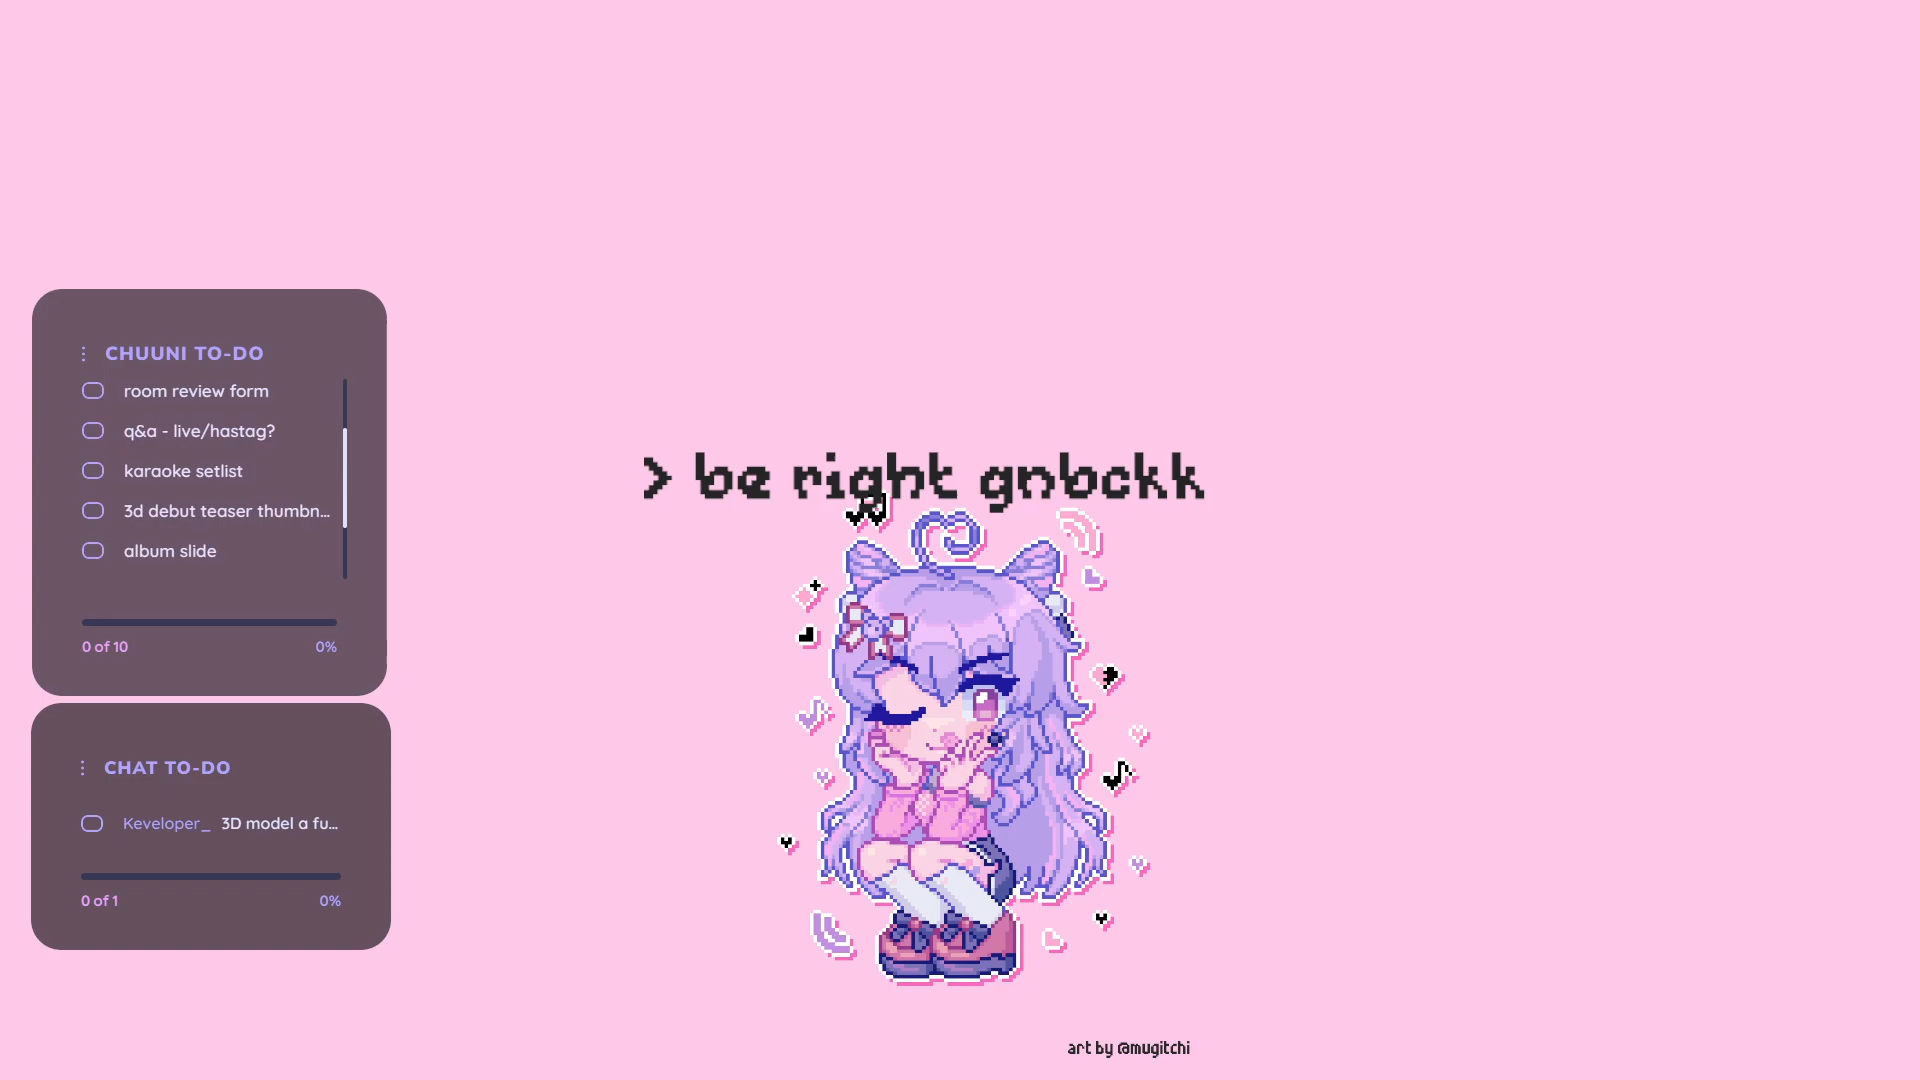 CHUUNI TO-DO
room review form
q&a - live/hastag?
karaoke setlist
3d debut teaser thumbn...
album slide
0 of 10 0%
CHAT TO-DO
Keveloper_ 3D model a fu...
0 of 1 0%
> be right gnbckk
art by @mugitchi